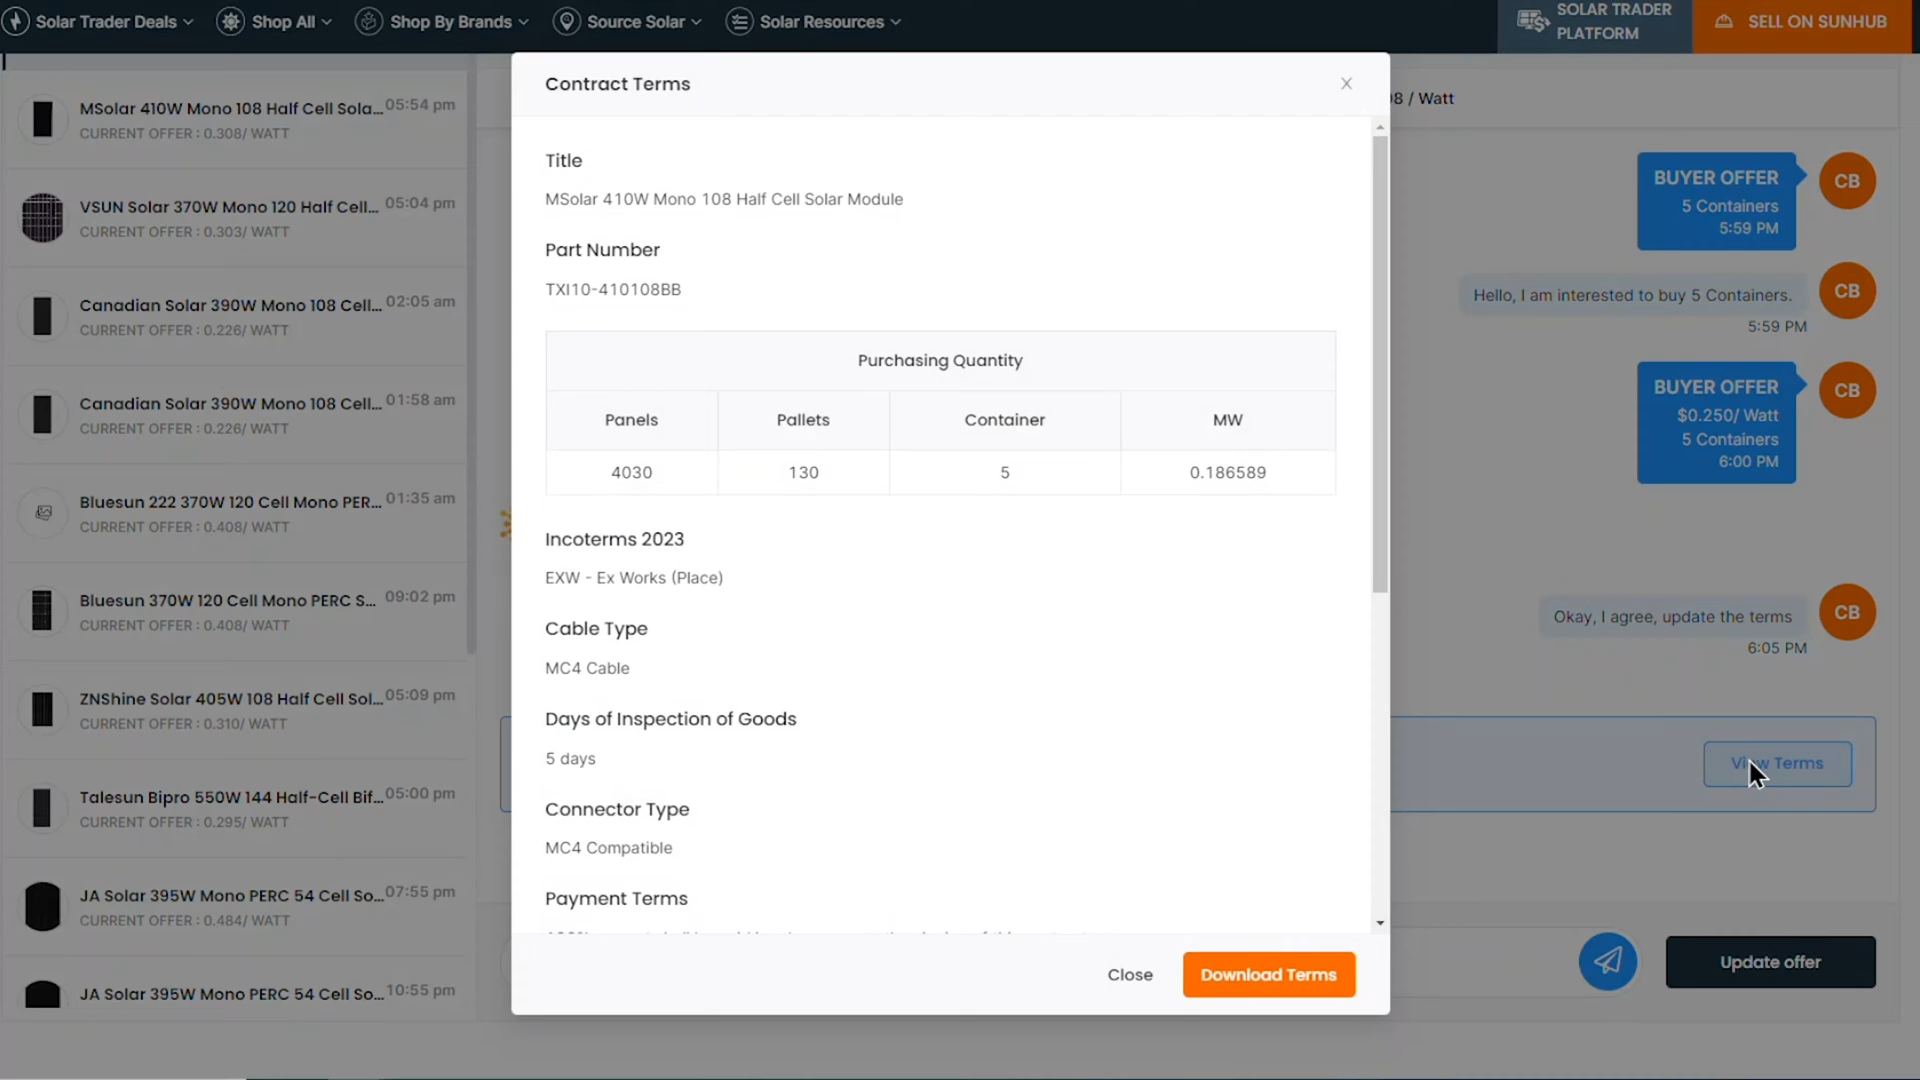 Solar Trader Deals
Shop All
Shop By Brands
Source Solar
Solar Resources
SOLAR TRADER
PLATFORM
SELL ON SUNHUB
MSolar 410W Mono 108 Half Cell Sola... 05:54 pm
CURRENT OFFER : 0.308/ WATT
VSUN Solar 370W Mono 120 Half Cell... 05:04 pm
CURRENT OFFER : 0.303/ WATT
Canadian Solar 390W Mono 108 Cell... 02:05 am
CURRENT OFFER : 0.226/ WATT
Canadian Solar 390W Mono 108 Cell... 01:58 am
CURRENT OFFER : 0.226/ WATT
Bluesun 222 370W 120 Cell Mono PER... 01:35 am
CURRENT OFFER : 0.408/ WATT
Bluesun 370W 120 Cell Mono PERC S... 09:02 pm
CURRENT OFFER : 0.408/ WATT
ZNShine Solar 405W 108 Half Cell Sol... 05:09 pm
CURRENT OFFER : 0.310/ WATT
Talesun Bipro 550W 144 Half-Cell Bif... 05:00 pm
CURRENT OFFER : 0.295/ WATT
JA Solar 395W Mono PERC 54 Cell So... 07:55 pm
CURRENT OFFER : 0.484/ WATT
JA Solar 395W Mono PERC 54 Cell So... 10:55 pm
Contract Terms
Title
MSolar 410W Mono 108 Half Cell Solar Module
Part Number
TXI10-410108BB
Purchasing Quantity
Panels Pallets Container MW
4030 130 5 0.186589
Incoterms 2023
EXW - Ex Works (Place)
Cable Type
MC4 Cable
Days of Inspection of Goods
5 days
Connector Type
MC4 Compatible
Payment Terms
Close
Download Terms
8 / Watt
BUYER OFFER
5 Containers
5:59 PM
CB
Hello, I am interested to buy 5 Containers.
CB
5:59 PM
BUYER OFFER
$0.250/ Watt
5 Containers
6:00 PM
CB
Okay, I agree, update the terms
CB
6:05 PM
View Terms
Update offer